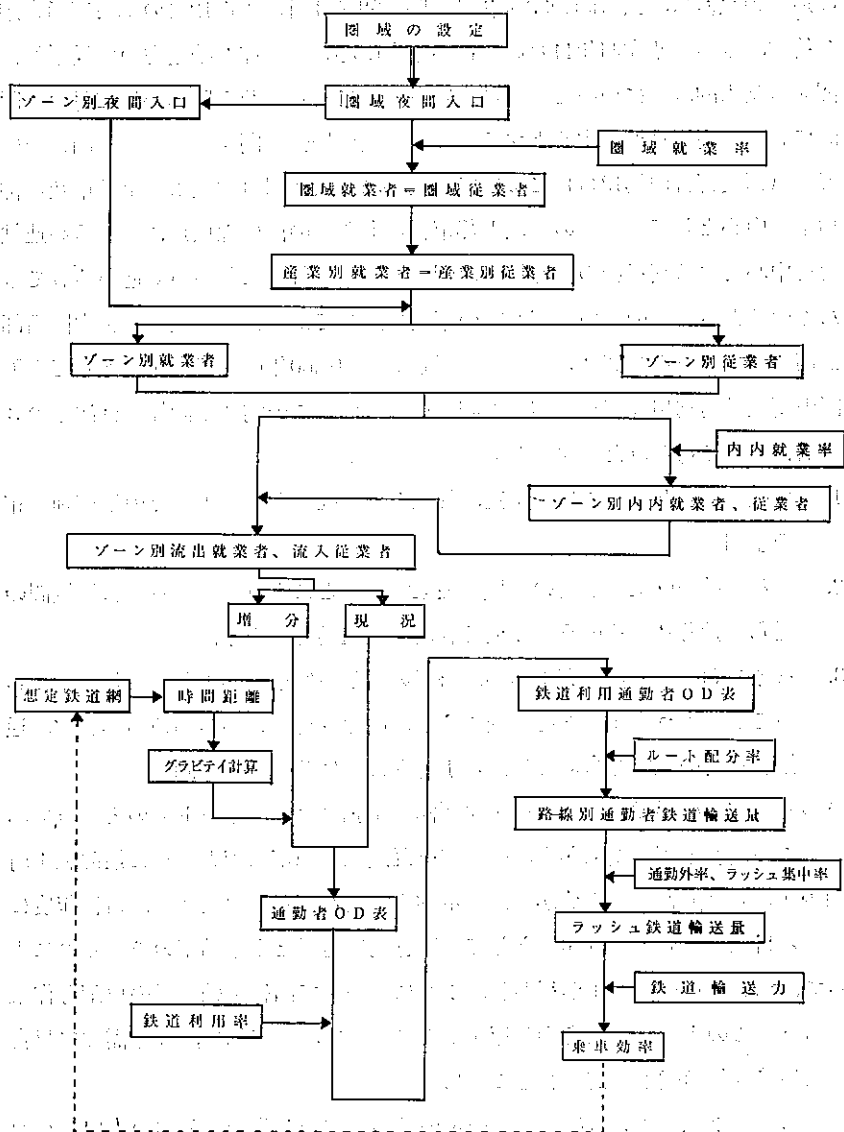 圏域の設定
ゾーン別夜間人口
圏域夜間人口
圏域就業率
圏域就業者=圏域従業者
産業別就業者=産業別従業者
ゾーン別就業者
ゾーン別従業者
内内就業率
ゾーン別内内就業者、従業者
ゾーン別流出就業者、流入従業者
増分
現況
想定鉄道網
時間距離
グラビテイ計算
鉄道利用通勤者OD表
ルート配分率
路線別通勤者鉄道輸送量
通勤外率、ラッシュ集中率
通勤者OD表
ラッシュ鉄道輸送量
鉄道輸送力
鉄道利用率
乗車効率